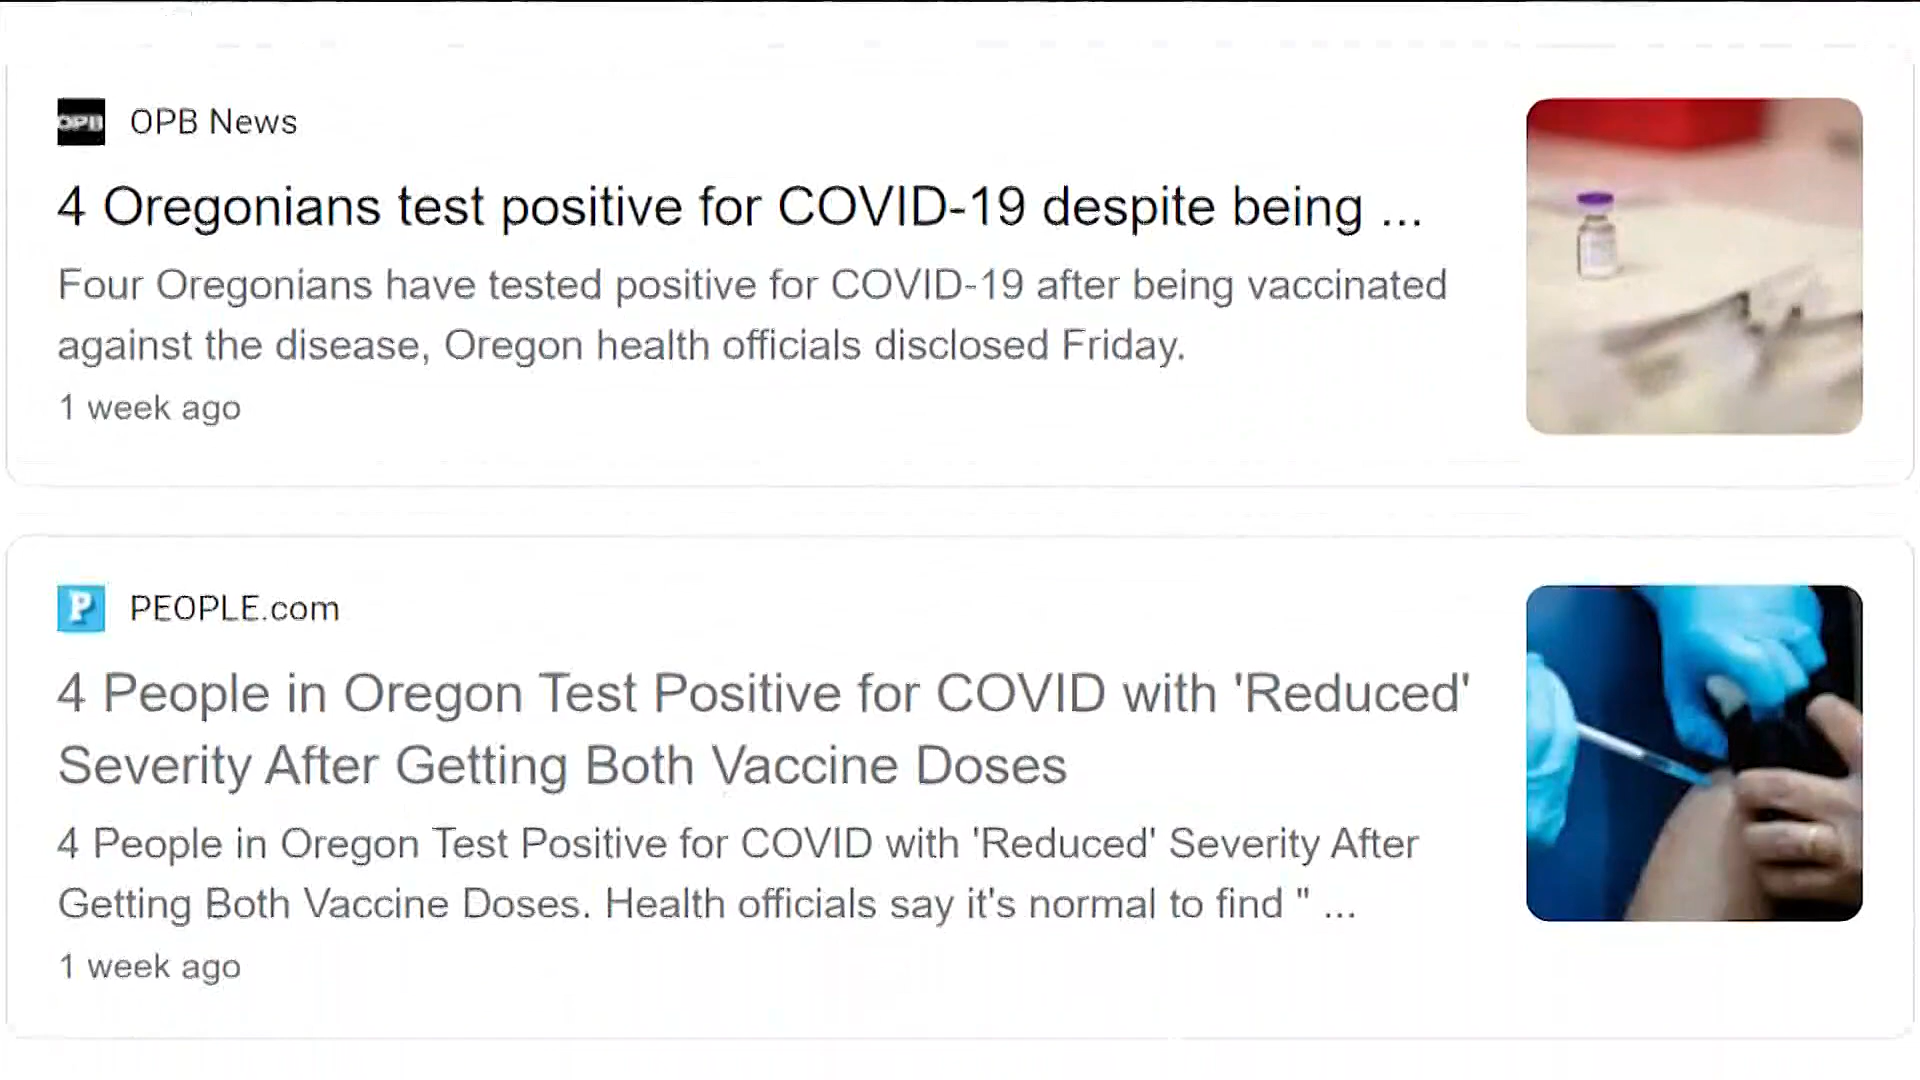 OPB
OPB News
4 Oregonians test positive for COVID-19 despite being ...
Four Oregonians have tested positive for COVID-19 after being vaccinated
against the disease, Oregon health officials disclosed Friday.
1 week ago
P
PEOPLE.com
4 People in Oregon Test Positive for COVID with 'Reduced'
Severity After Getting Both Vaccine Doses
4 People in Oregon Test Positive for COVID with 'Reduced' Severity After
Getting Both Vaccine Doses. Health officials say it's normal to find " ...
1 week ago